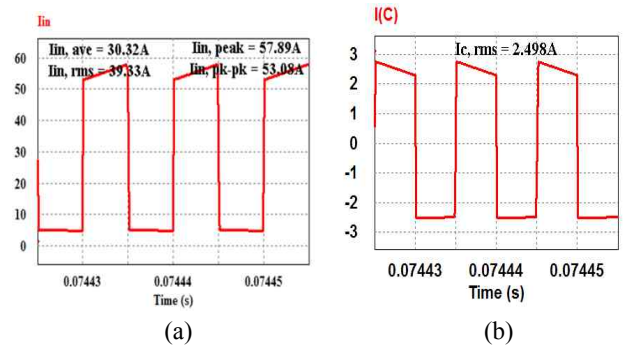 Iin
Iin, ave = 30.32A Iin, peak = 57.89A
Iin, rms = 39.33A Iin, pk-pk = 53.08A
60
50
40
30
20
10
0
0.07443 0.07444 0.07445
Time (s)
(a)
I(C)
Ic, rms = 2.498A
3
2
1
0
-1
-2
-3
0.07443 0.07444 0.07445
Time (s)
(b)